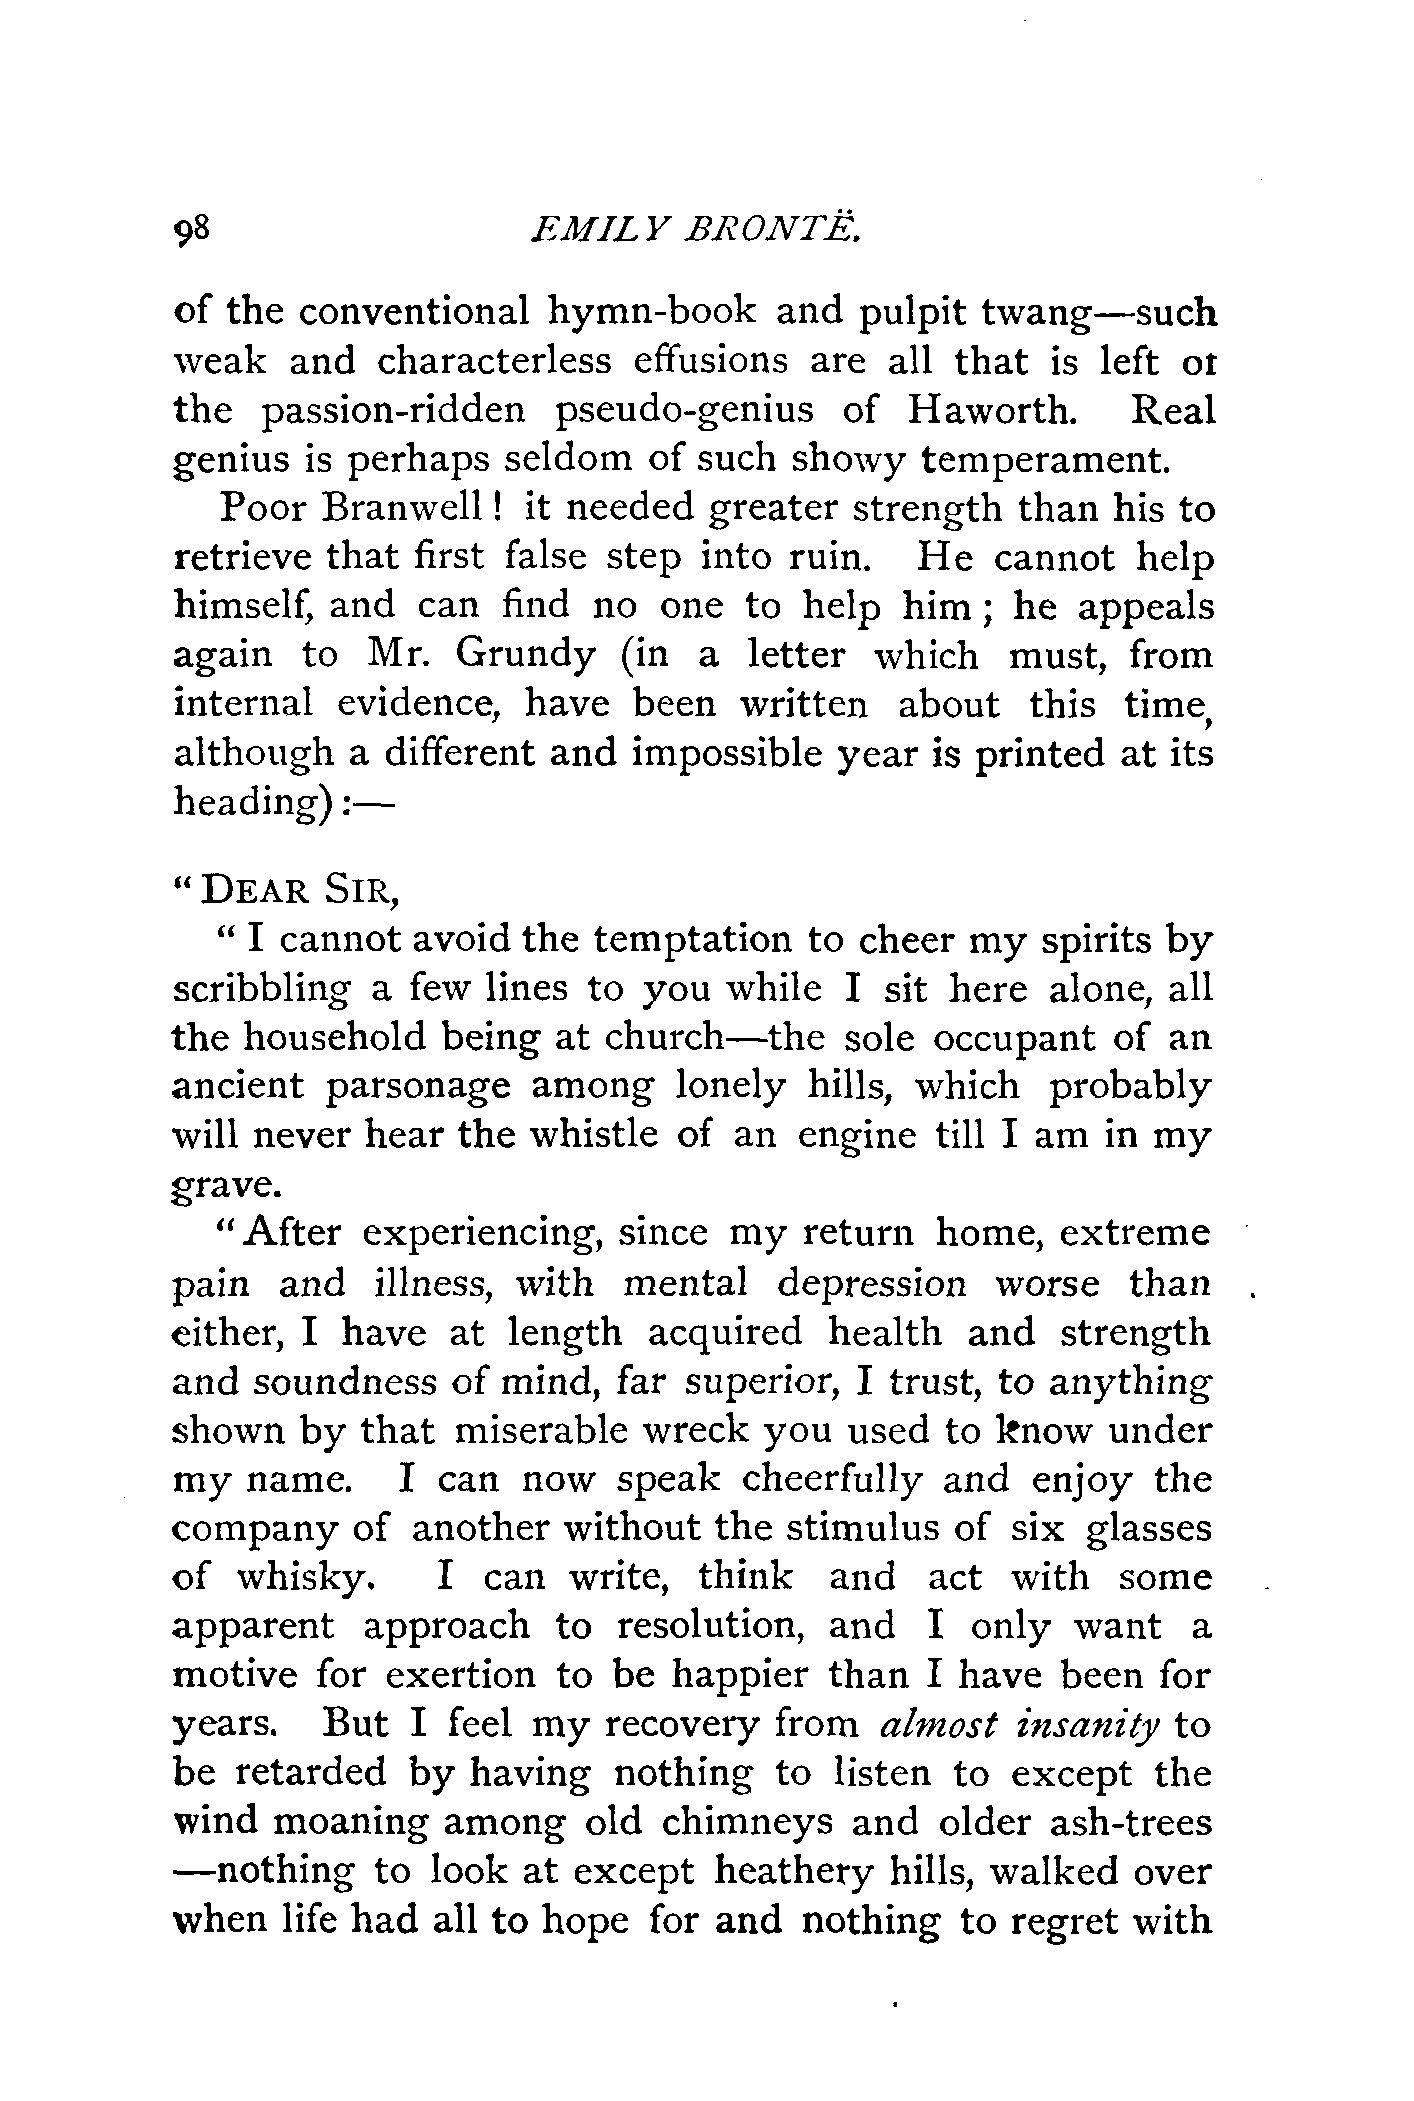 98 EMILY BRONTË.
of the conventional hymn-book and pulpit twang—such
weak and characterless effusions are all that is left of
the passion-ridden pseudo-genius of Haworth. Real
genius is perhaps seldom of such showy temperament.
Poor Branwell! it needed greater strength than his to
retrieve that first false step into ruin. He cannot help
himself, and can find no one to help him; he appeals
again to Mr. Grundy (in a letter which must, from
internal evidence, have been written about this time,
although a different and impossible year is printed at its
heading):—
"DEAR SIR,
"I cannot avoid the temptation to cheer my spirits by
scribbling a few lines to you while I sit here alone, all
the household being at church—the sole occupant of an
ancient parsonage among lonely hills, which probably
will never hear the whistle of an engine till I am in my
grave.
"After experiencing, since my return home, extreme
pain and illness, with mental depression worse than
either, I have at length acquired health and strength
and soundness of mind, far superior, I trust, to anything
shown by that miserable wreck you used to know under
my name. I can now speak cheerfully and enjoy the
company of another without the stimulus of six glasses
of whisky. I can write, think and act with some
apparent approach to resolution, and I only want a
motive for exertion to be happier than I have been for
years. But I feel my recovery from almost insanity to
be retarded by having nothing to listen to except the
wind moaning among old chimneys and older ash-trees
—nothing to look at except heathery hills, walked over
when life had all to hope for and nothing to regret with